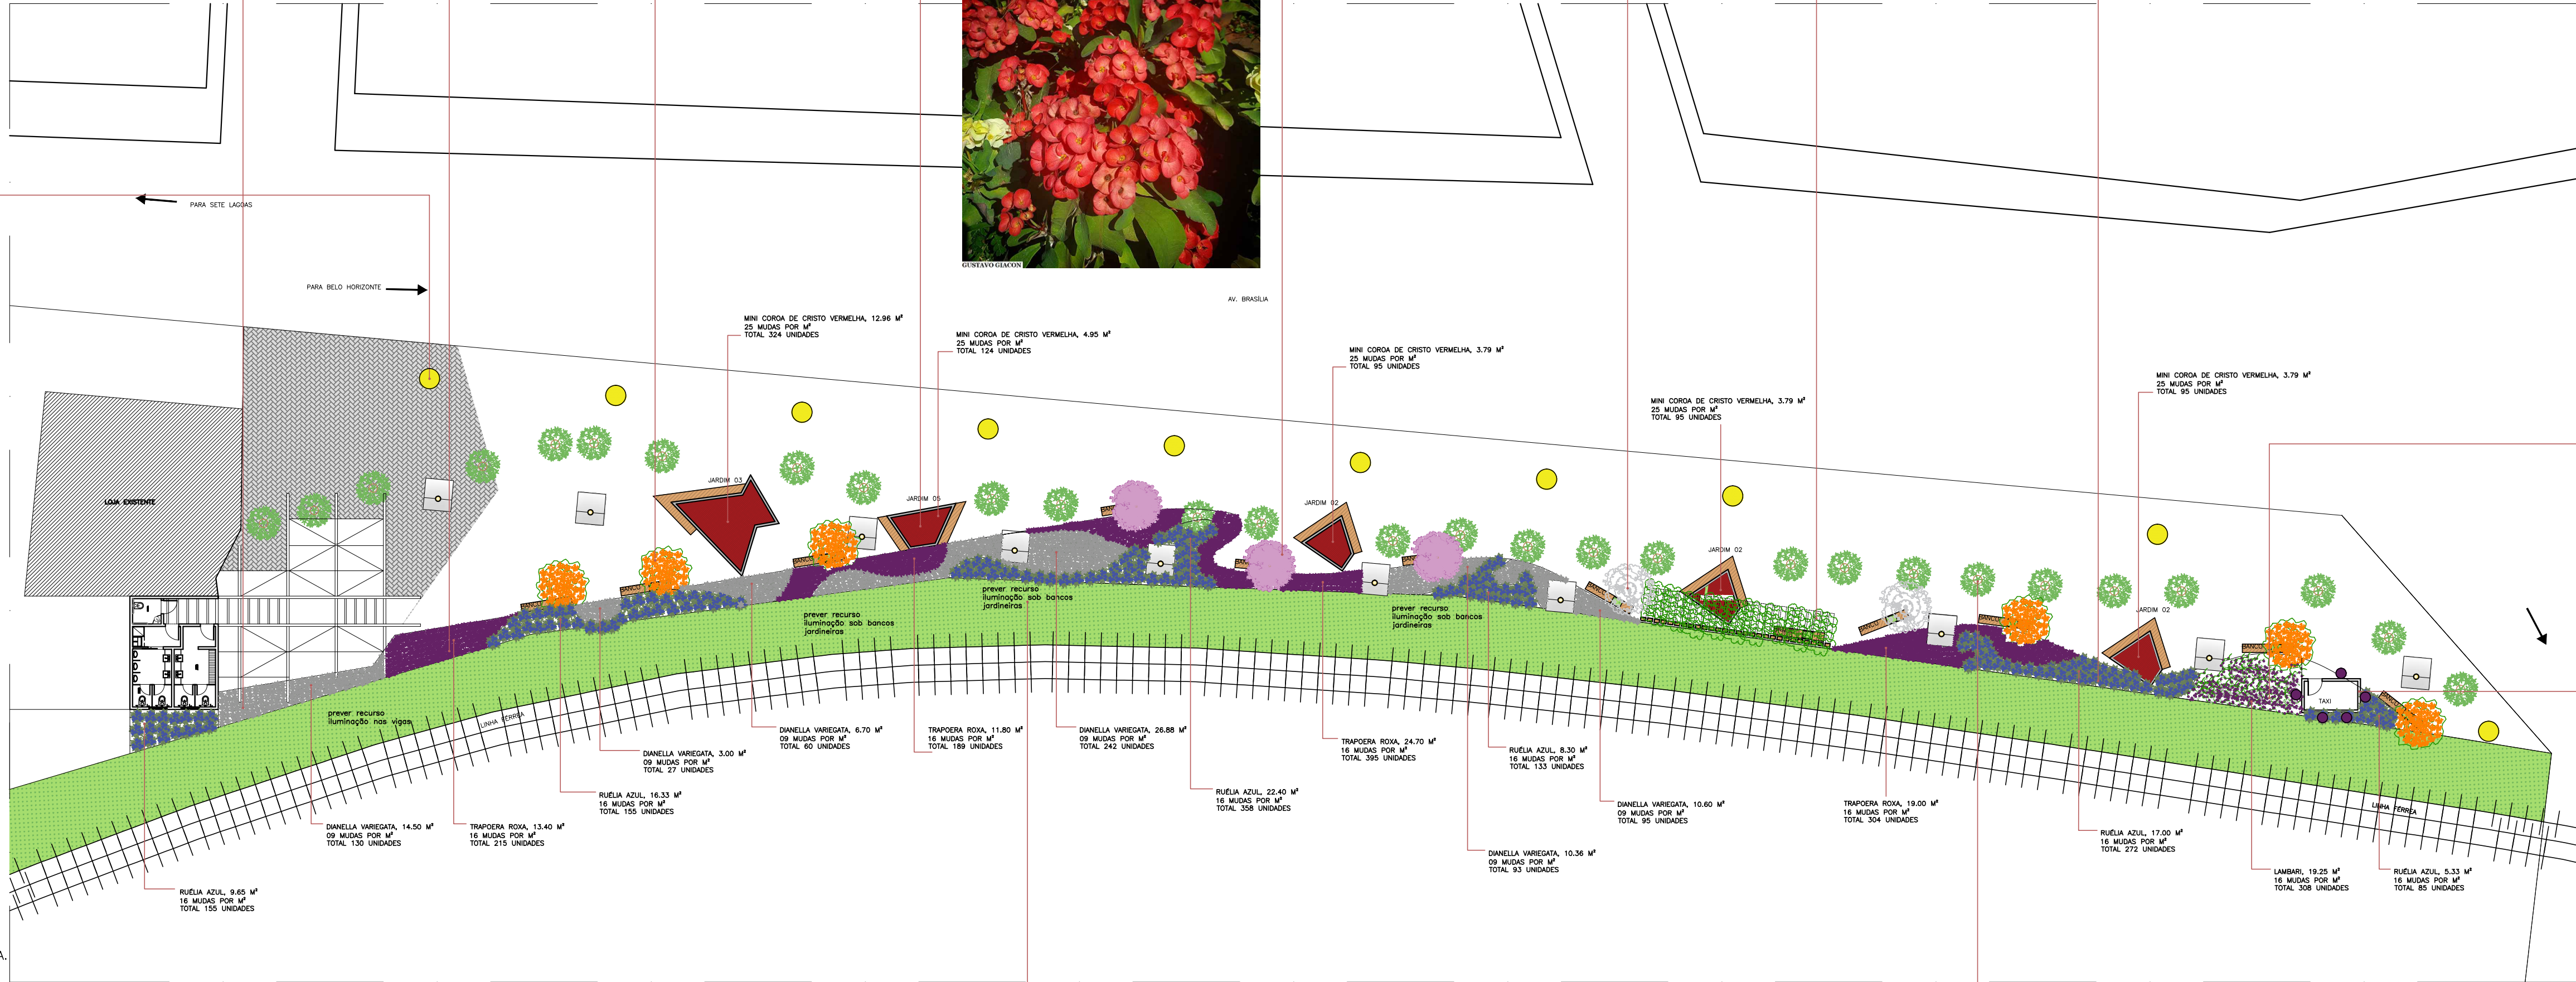 GUSTAVO GIACON
PARA SETE LAGOAS
PARA BELO HORIZONTE
AV. BRASÍLIA
MINI COROA DE CRISTO VERMELHA, 12.96 M²
25 MUDAS POR M²
TOTAL 324 UNIDADES
MINI COROA DE CRISTO VERMELHA, 4.95 M²
25 MUDAS POR M²
TOTAL 124 UNIDADES
MINI COROA DE CRISTO VERMELHA, 3.79 M²
25 MUDAS POR M²
TOTAL 95 UNIDADES
MINI COROA DE CRISTO VERMELHA, 3.79 M²
25 MUDAS POR M²
TOTAL 95 UNIDADES
MINI COROA DE CRISTO VERMELHA, 3.79 M²
25 MUDAS POR M²
TOTAL 95 UNIDADES
LOJA EXISTENTE
JARDIM 03
JARDIM 05
JARDIM 02
JARDIM 02
JARDIM 02
BANCO
BANCO
BANCO
BANCO
BANCO
BANCO
BANCO
BANCO
BANCO
BANCO
BANCO
TAXI
prever recurso
iluminação nas vigas
prever recurso
iluminação sob bancos
jardineiras
prever recurso
iluminação sob bancos
jardineiras
prever recurso
iluminação sob bancos
jardineiras
LINHA FÉRREA
LINHA FÉRREA
RUÉLIA AZUL, 9.65 M²
16 MUDAS POR M²
TOTAL 155 UNIDADES
DIANELLA VARIEGATA, 14.50 M²
09 MUDAS POR M²
TOTAL 130 UNIDADES
TRAPOERA ROXA, 13.40 M²
16 MUDAS POR M²
TOTAL 215 UNIDADES
RUÉLIA AZUL, 16.33 M²
16 MUDAS POR M²
TOTAL 155 UNIDADES
DIANELLA VARIEGATA, 3.00 M²
09 MUDAS POR M²
TOTAL 27 UNIDADES
DIANELLA VARIEGATA, 6.70 M²
09 MUDAS POR M²
TOTAL 60 UNIDADES
TRAPOERA ROXA, 11.80 M²
16 MUDAS POR M²
TOTAL 189 UNIDADES
DIANELLA VARIEGATA, 26.88 M²
09 MUDAS POR M²
TOTAL 242 UNIDADES
RUÉLIA AZUL, 22.40 M²
16 MUDAS POR M²
TOTAL 358 UNIDADES
TRAPOERA ROXA, 24.70 M²
16 MUDAS POR M²
TOTAL 395 UNIDADES
RUÉLIA AZUL, 8.30 M²
16 MUDAS POR M²
TOTAL 133 UNIDADES
DIANELLA VARIEGATA, 10.36 M²
09 MUDAS POR M²
TOTAL 93 UNIDADES
DIANELLA VARIEGATA, 10.60 M²
09 MUDAS POR M²
TOTAL 95 UNIDADES
TRAPOERA ROXA, 19.00 M²
16 MUDAS POR M²
TOTAL 304 UNIDADES
RUÉLIA AZUL, 17.00 M²
16 MUDAS POR M²
TOTAL 272 UNIDADES
LAMBARI, 19.25 M²
16 MUDAS POR M²
TOTAL 308 UNIDADES
RUÉLIA AZUL, 5.33 M²
16 MUDAS POR M²
TOTAL 85 UNIDADES
A.